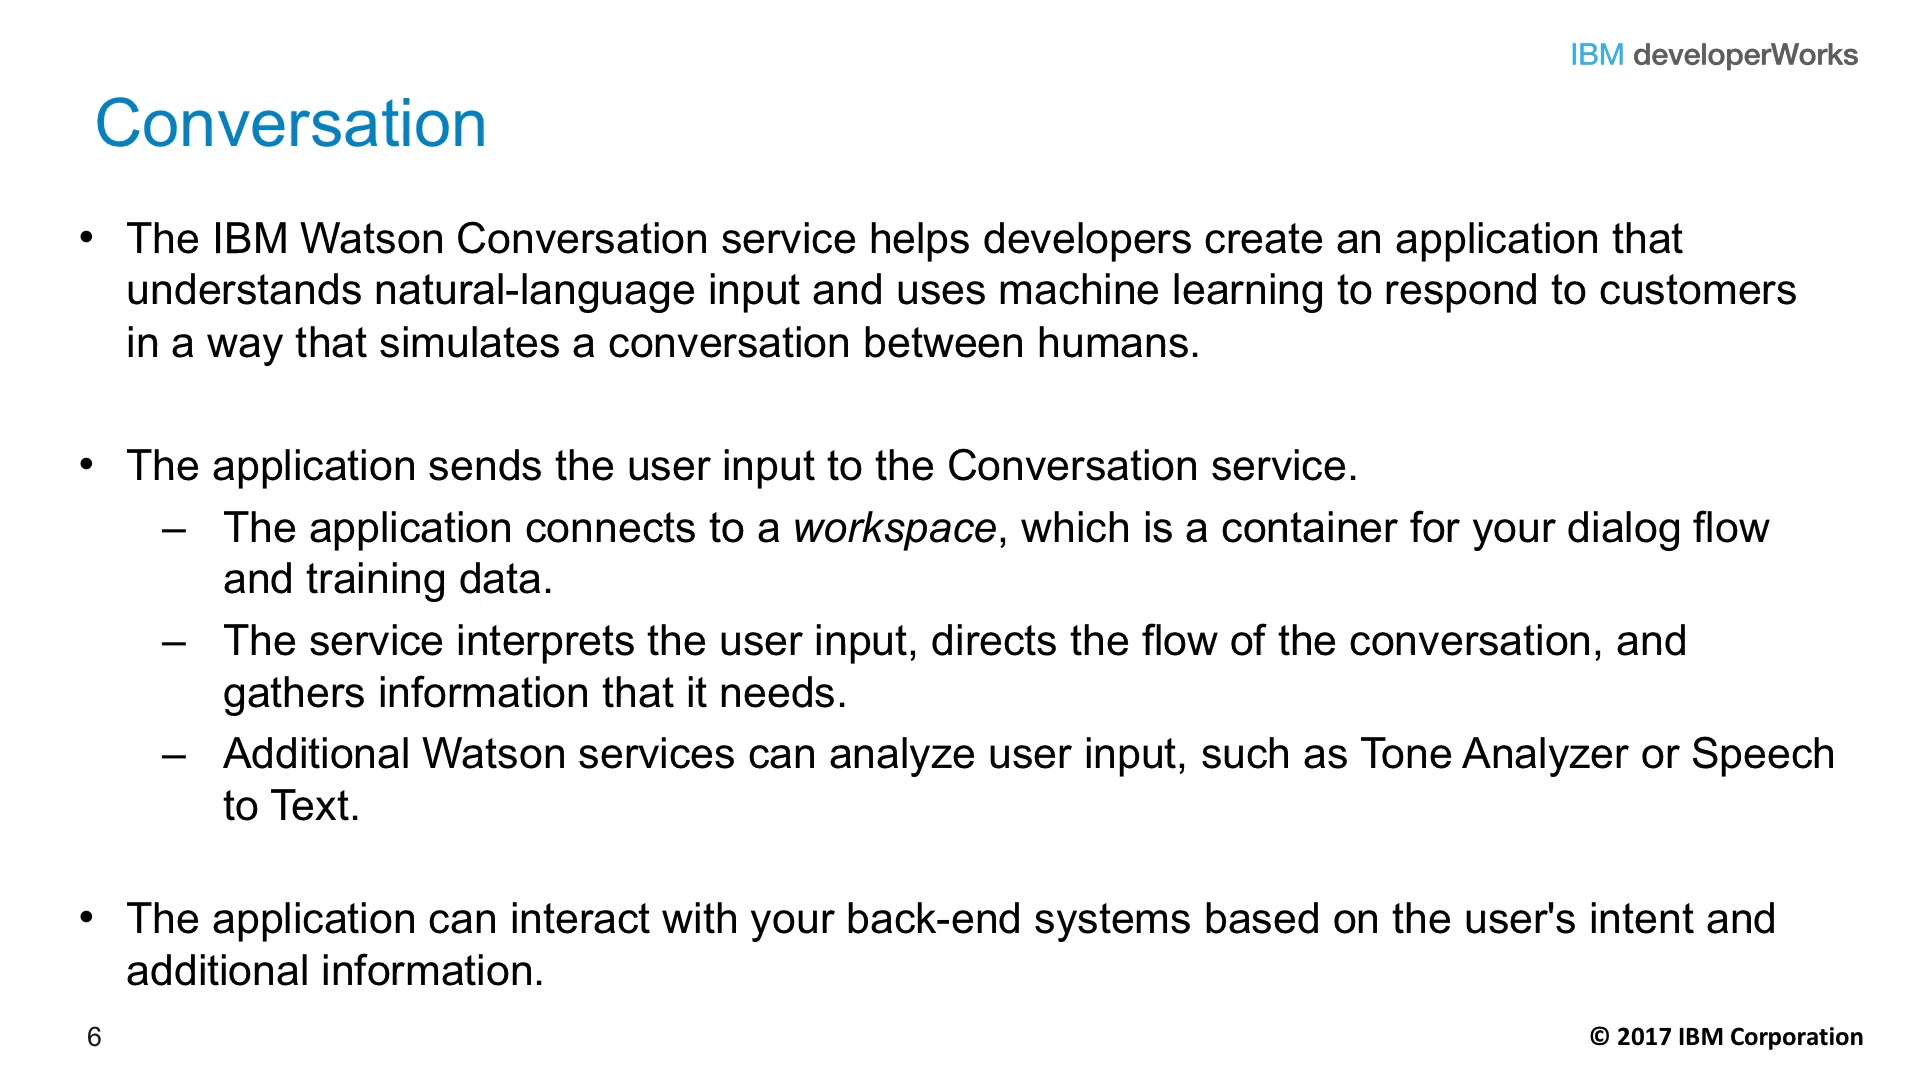 IBM developerWorks
Conversation
• The IBM Watson Conversation service helps developers create an application that
understands natural-language input and uses machine learning to respond to customers
in a way that simulates a conversation between humans.
• The application sends the user input to the Conversation service.
– The application connects to a workspace, which is a container for your dialog flow
and training data.
– The service interprets the user input, directs the flow of the conversation, and
gathers information that it needs.
– Additional Watson services can analyze user input, such as Tone Analyzer or Speech
to Text.
• The application can interact with your back-end systems based on the user's intent and
additional information.
6
© 2017 IBM Corporation